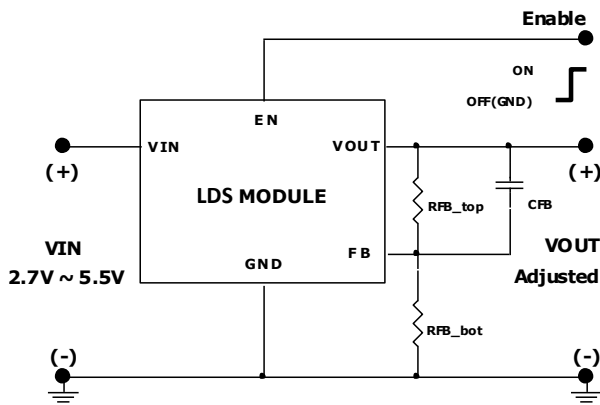 Enable
ON
OFF(GND)
EN
VIN
VOUT
(+)
(+)
LDS MODULE
RFB_top
CFB
FB
VIN
2.7V ~ 5.5V
GND
VOUT
Adjusted
RFB_bot
(-)
(-)